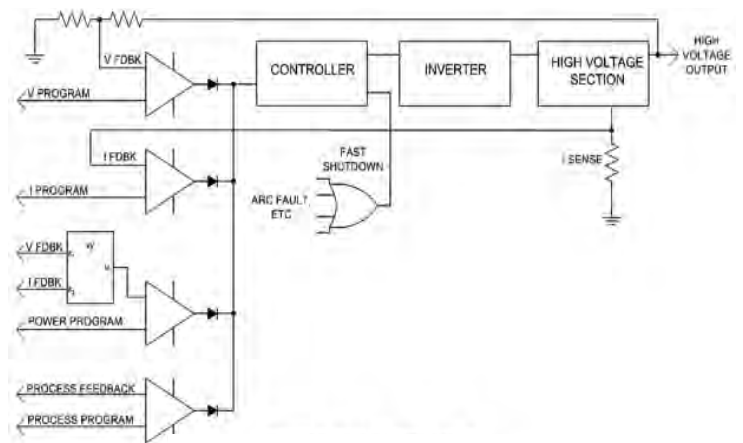 V FDBK
V PROGRAM
CONTROLLER
INVERTER
HIGH VOLTAGE
SECTION
HIGH
VOLTAGE
OUTPUT
I FDBK
I PROGRAM
FAST
SHUTDOWN
ARC FAULT,
ETC
I SENSE
V FDBK
I FDBK
POWER PROGRAM
PROCESS FEEDBACK
PROCESS PROGRAM